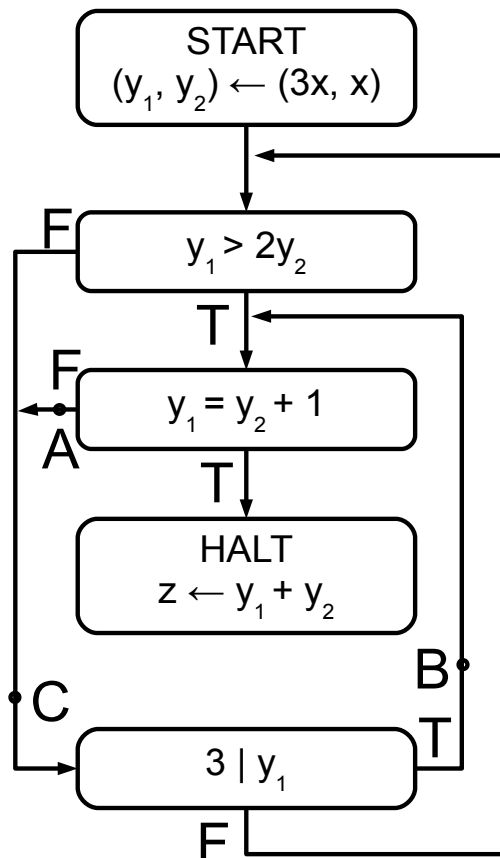 START
(y₁, y₂) ← (3x, x)
F
y₁ > 2y₂
T
F
y₁ = y₂ + 1
A
T
HALT
z ← y₁ + y₂
B
C
T
3 | y₁
F